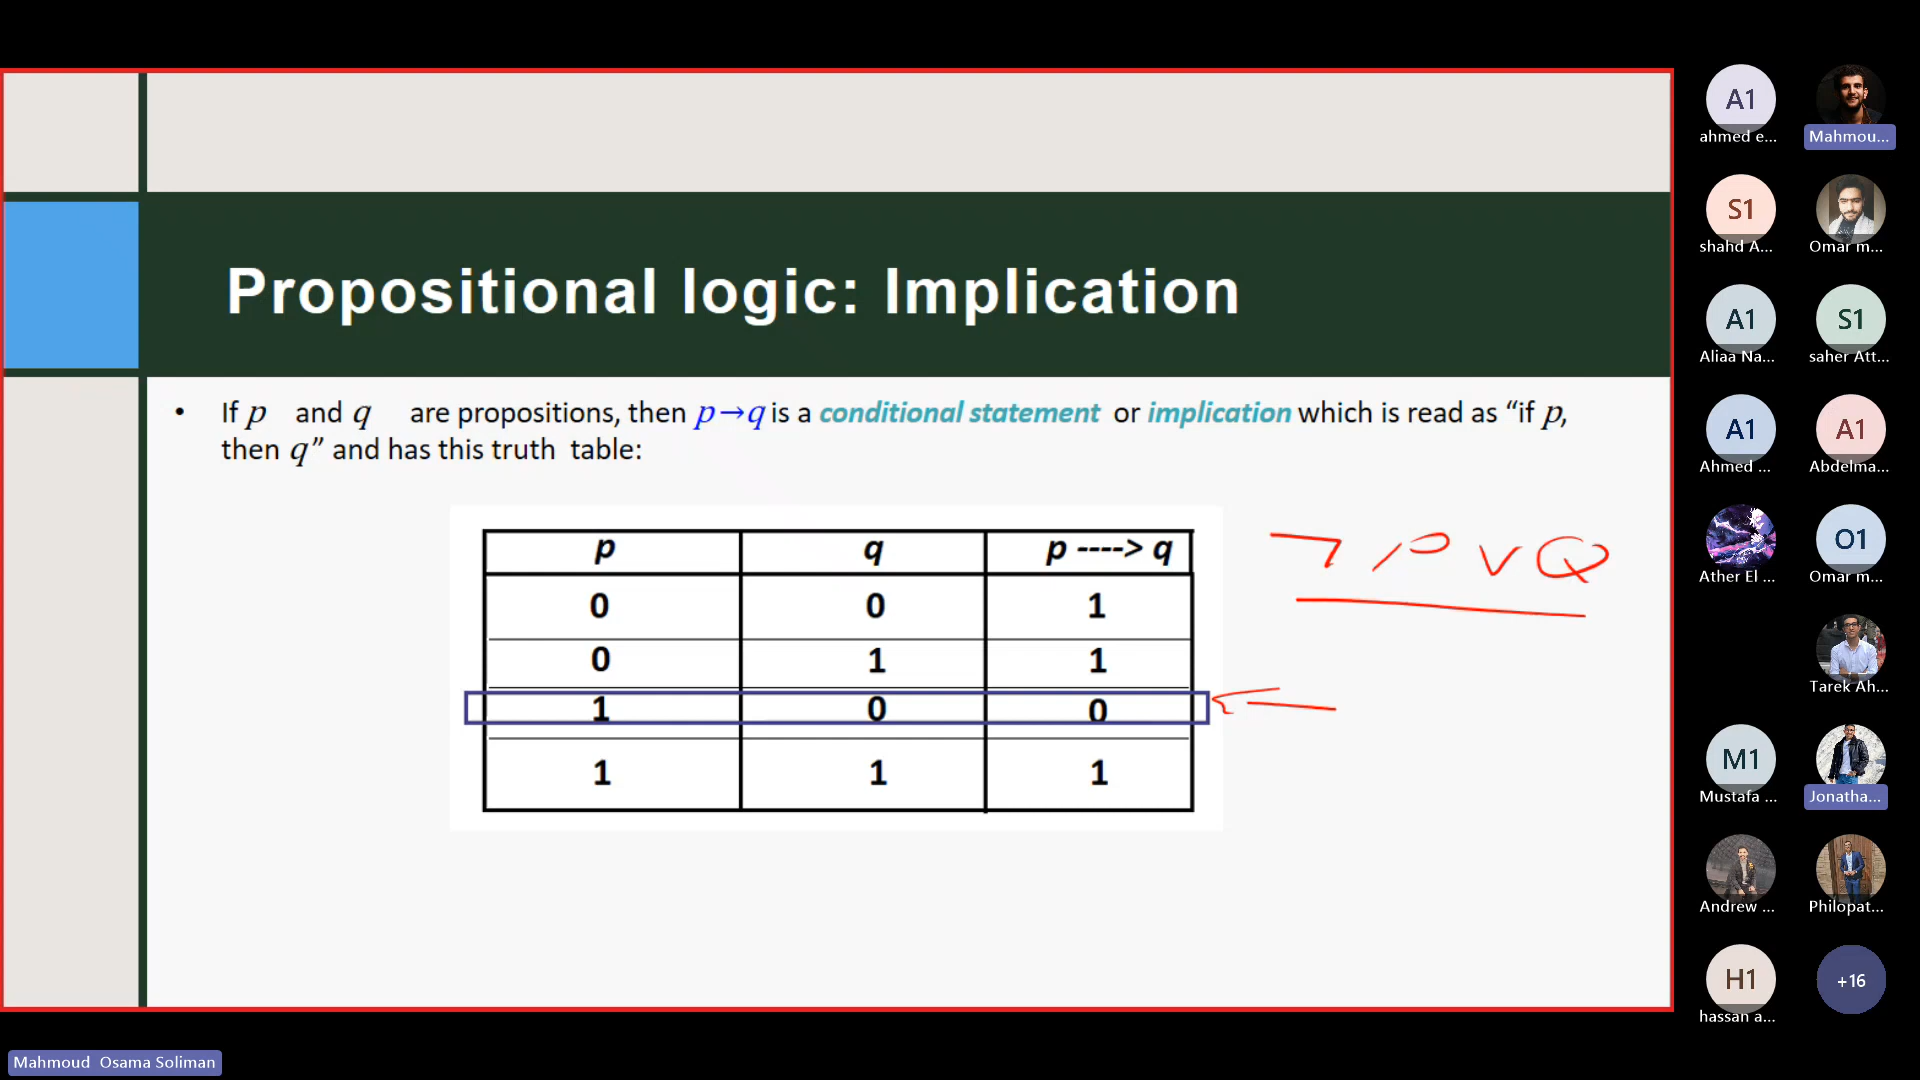 Propositional logic: Implication
• If p and q are propositions, then p→q is a conditional statement or implication which is read as “if p,
then q” and has this truth table:
p q p ----> q
0 0 1
0 1 1
1 0 0
1 1 1
¬ P ∨ Q
A1
ahmed e...
Mahmou...
S1
shahd A...
Omar m...
A1
Aliaa Na...
S1
saher Att...
A1
Ahmed ...
A1
Abdelma...
Ather El ...
O1
Omar m...
Tarek Ah...
M1
Mustafa ...
Jonatha...
Andrew ...
Philopat...
H1
hassan a...
+16
Mahmoud Osama Soliman